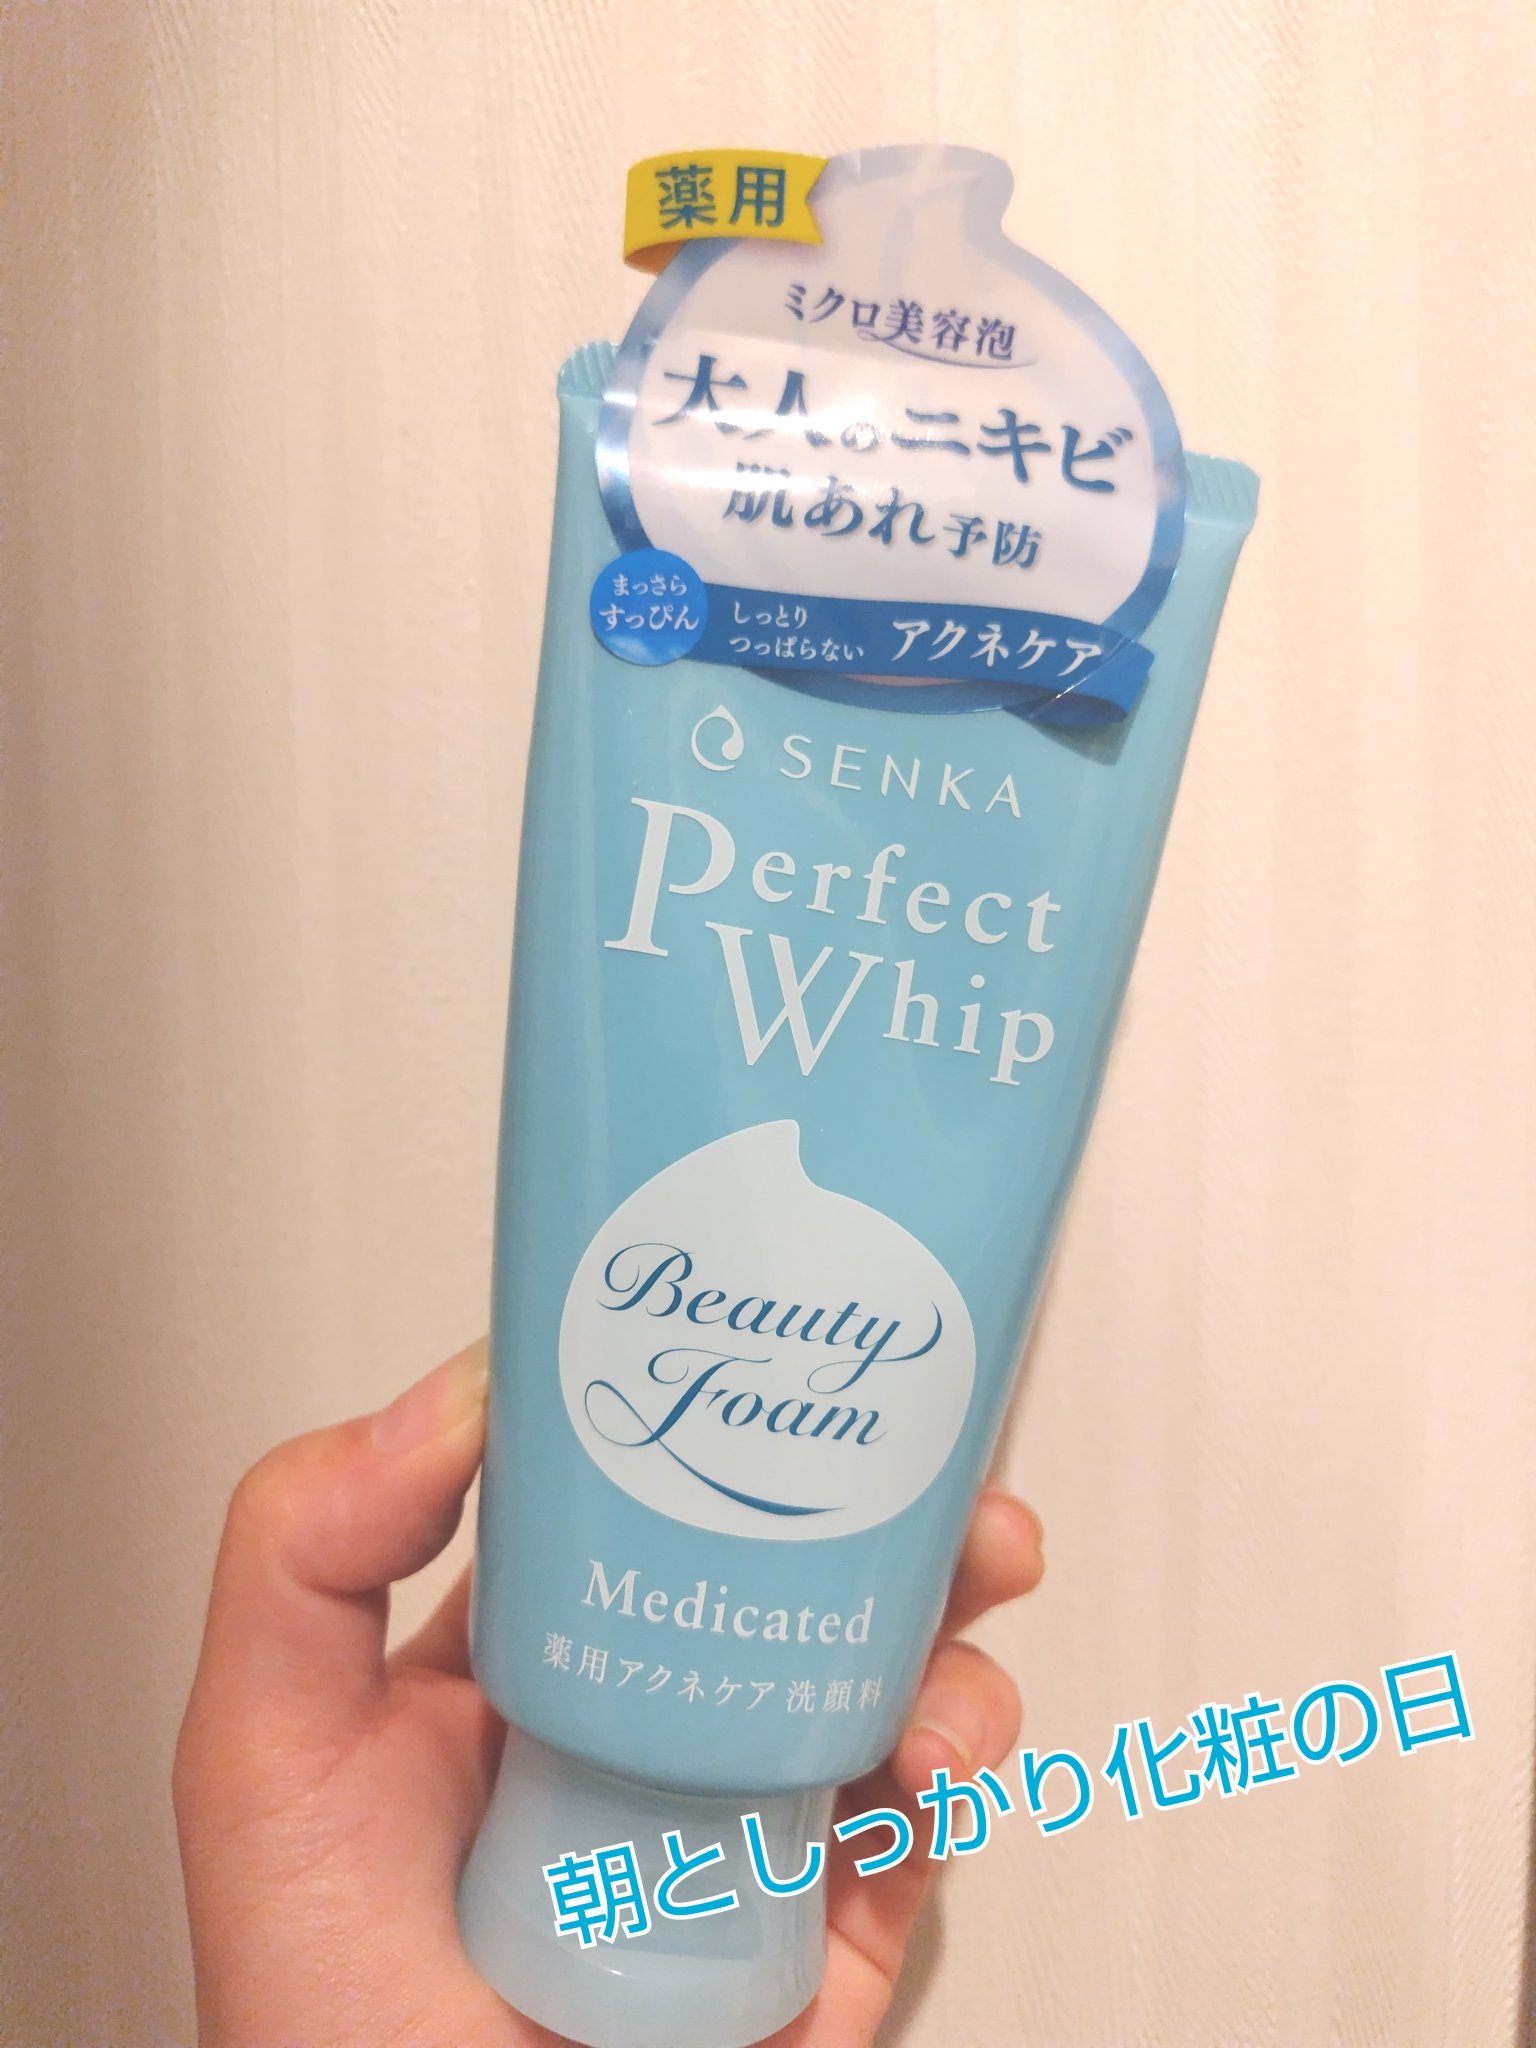 薬用
ミクロ美容泡
大人のニキビ
肌あれ予防
まっさら
すっぴん
しっとり
つっぱらない
アクネケア
SENKA
Perfect
Whip
Beauty
Foam
Medicated
薬用アクネケア 洗顔料
朝としっかり化粧の日